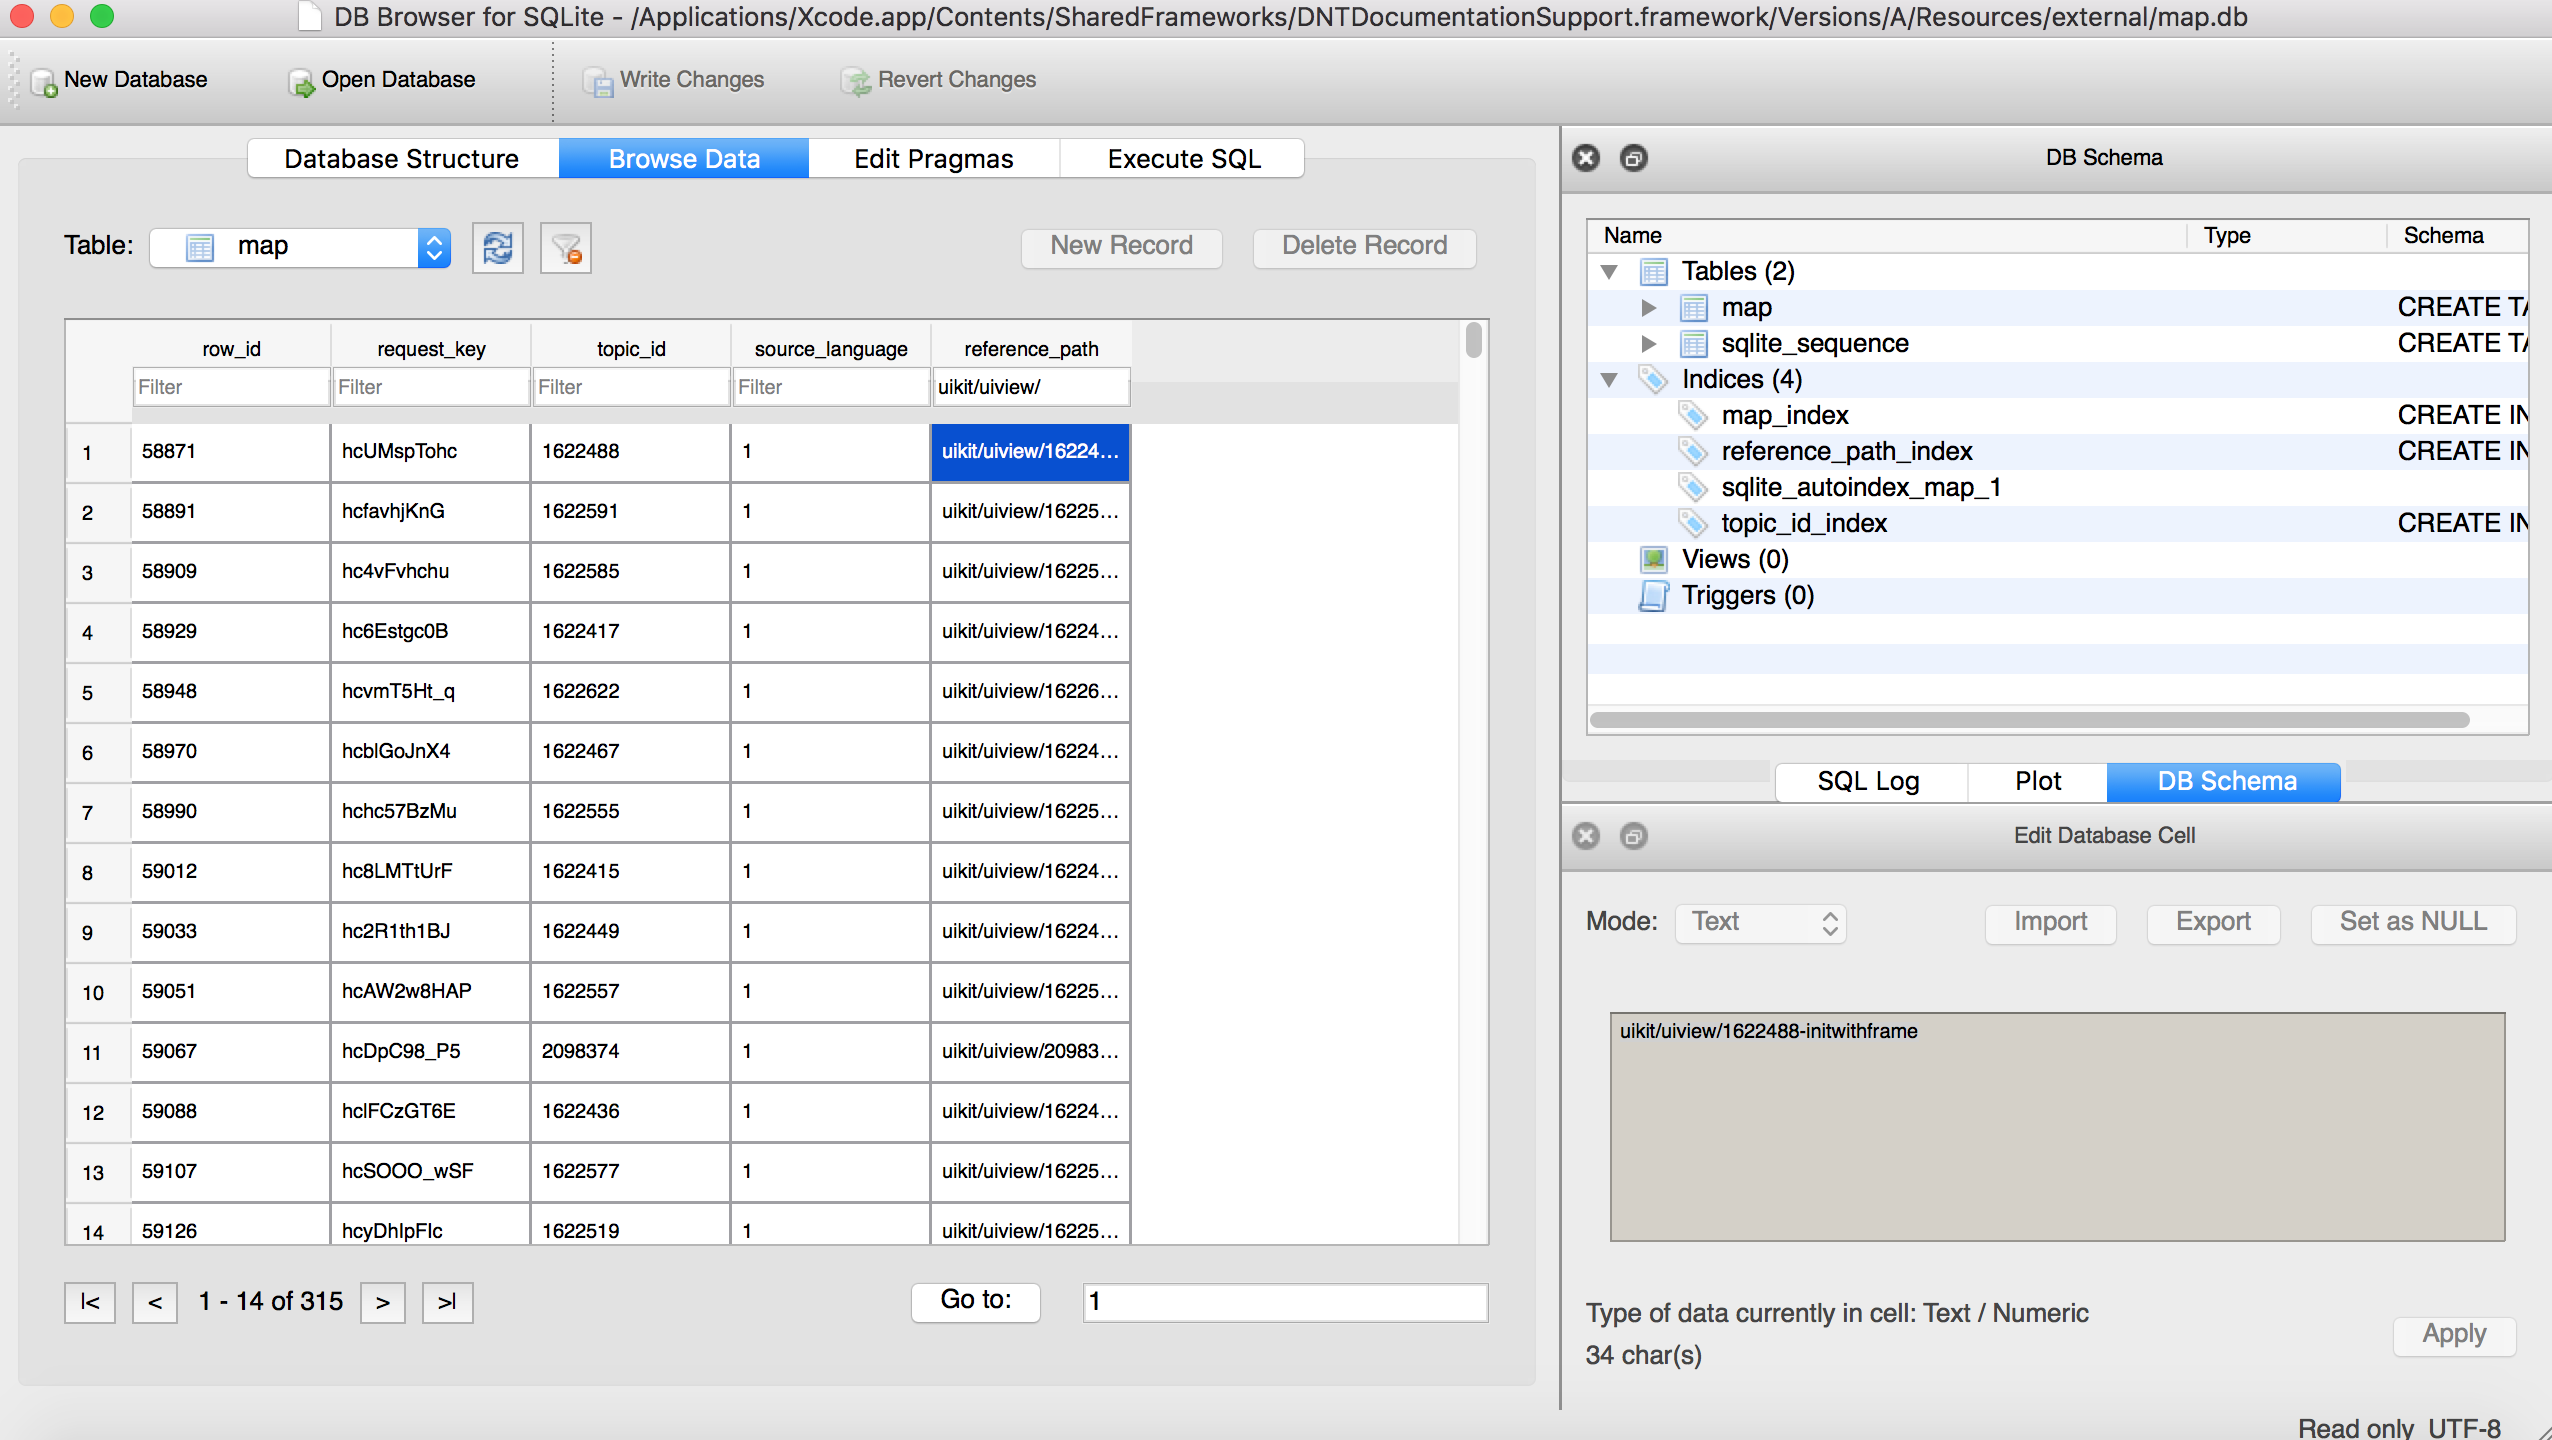 DB Browser for SQLite - /Applications/Xcode.app/Contents/SharedFrameworks/DNTDocumentationSupport.framework/Versions/A/Resources/external/map.db
New Database Open Database Write Changes Revert Changes
Database Structure Browse Data Edit Pragmas Execute SQL
Table: map New Record Delete Record
row_id request_key topic_id source_language reference_path
Filter Filter Filter Filter uikit/uiview/
1 58871 hcUMspTohc 1622488 1 uikit/uiview/16224...
2 58891 hcfavhjKnG 1622591 1 uikit/uiview/16225...
3 58909 hc4vFvhchu 1622585 1 uikit/uiview/16225...
4 58929 hc6Estgc0B 1622417 1 uikit/uiview/16224...
5 58948 hcvmT5Ht_q 1622622 1 uikit/uiview/16226...
6 58970 hcblGoJnX4 1622467 1 uikit/uiview/16224...
7 58990 hchc57BzMu 1622555 1 uikit/uiview/16225...
8 59012 hc8LMTtUrF 1622415 1 uikit/uiview/16224...
9 59033 hc2R1th1BJ 1622449 1 uikit/uiview/16224...
10 59051 hcAW2w8HAP 1622557 1 uikit/uiview/16225...
11 59067 hcDpC98_P5 2098374 1 uikit/uiview/20983...
12 59088 hclFCzGT6E 1622436 1 uikit/uiview/16224...
13 59107 hcSOOO_wSF 1622577 1 uikit/uiview/16225...
14 59126 hcyDhlpFlc 1622519 1 uikit/uiview/16225...
|< < 1 - 14 of 315 > >| Go to: 1
DB Schema
Name Type Schema
Tables (2)
map CREATE TA
sqlite_sequence CREATE TA
Indices (4)
map_index CREATE IN
reference_path_index CREATE IN
sqlite_autoindex_map_1
topic_id_index CREATE IN
Views (0)
Triggers (0)
SQL Log Plot DB Schema
Edit Database Cell
Mode: Text Import Export Set as NULL
uikit/uiview/1622488-initwithframe
Type of data currently in cell: Text / Numeric
34 char(s)
Apply
Read only UTF-8